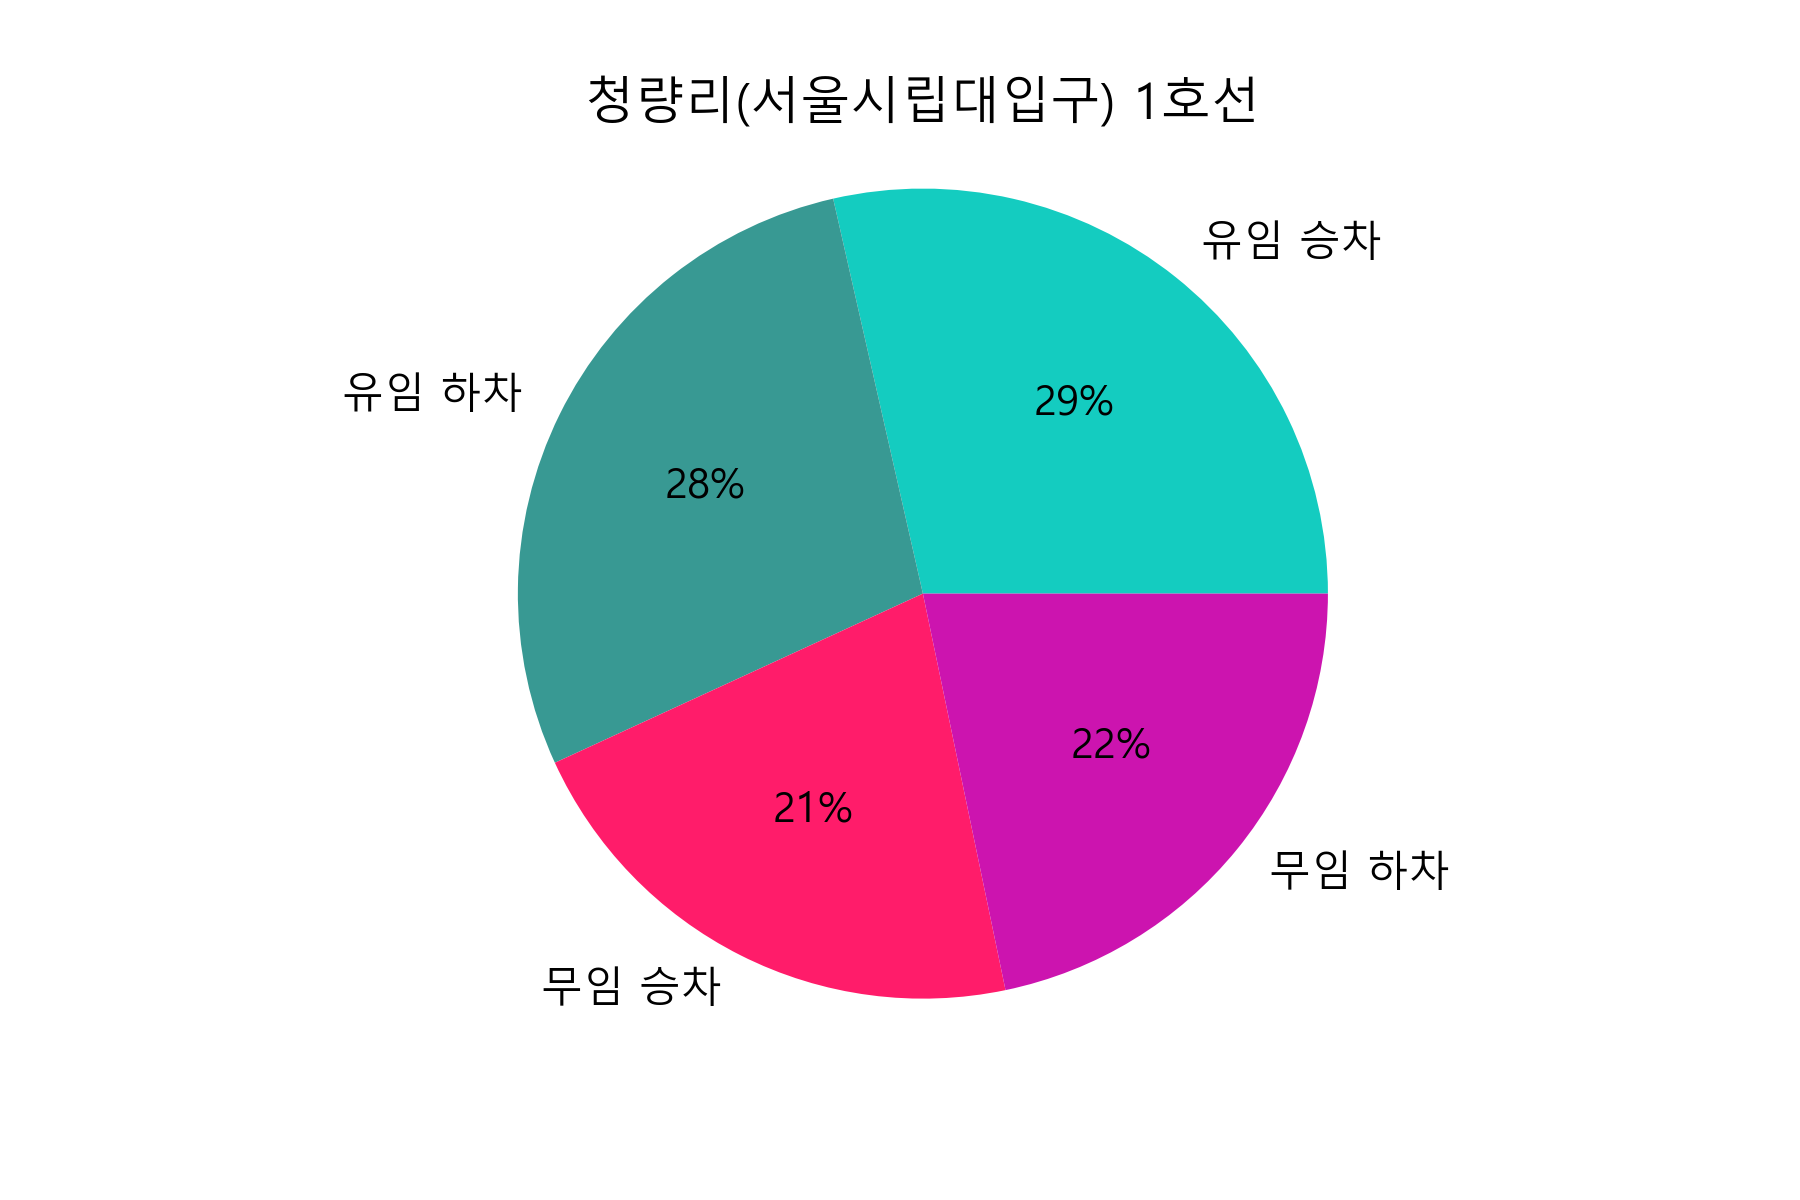 청량리(서울시립대입구) 1호선
유임 승차
유임 하차
29%
28%
22%
21%
무임 하차
무임 승차